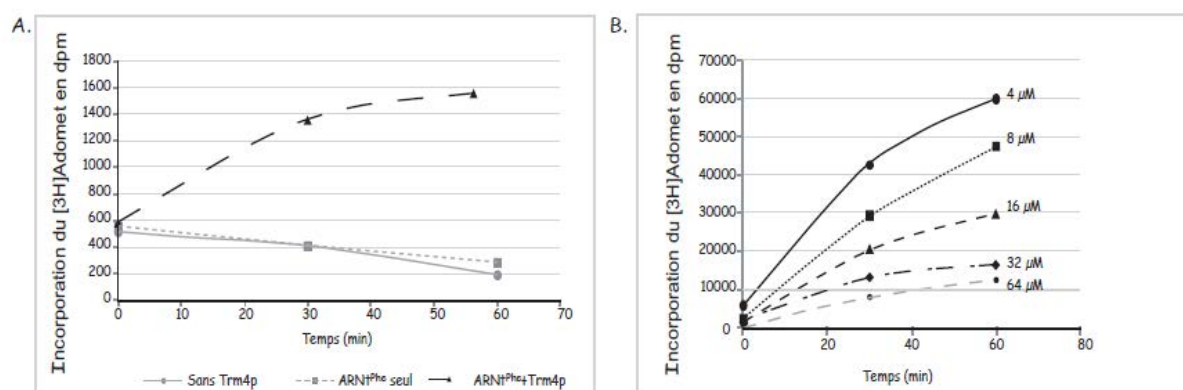 A.
Incorporation du [3H]Adomet en dpm
1800
1600
1400
1200
1000
800
600
400
200
0
0 10 20 30 40 50 60 70
Temps (min)
Sans Trm4p ARNtPhe seul ARNtPhe+Trm4p
B.
Incorporation du [3H]Adomet en dpm
70000
60000
50000
40000
30000
20000
10000
0
4 µM
8 µM
16 µM
32 µM
64 µM
0 20 40 60 80
Temps (min)